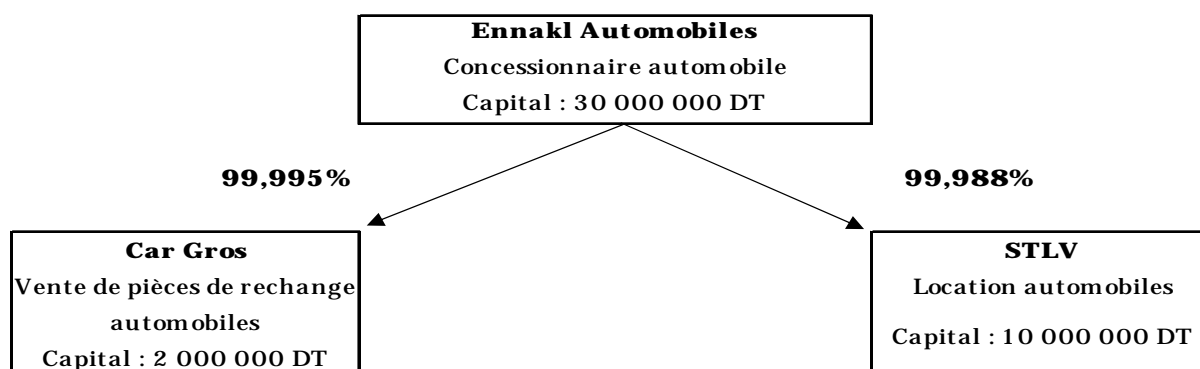 Ennakl Automobiles
Concessionnaire automobile
Capital : 30 000 000 DT
99,995%
99,988%
Car Gros
Vente de pièces de rechange
automobiles
Capital : 2 000 000 DT
STLV
Location automobiles
Capital : 10 000 000 DT